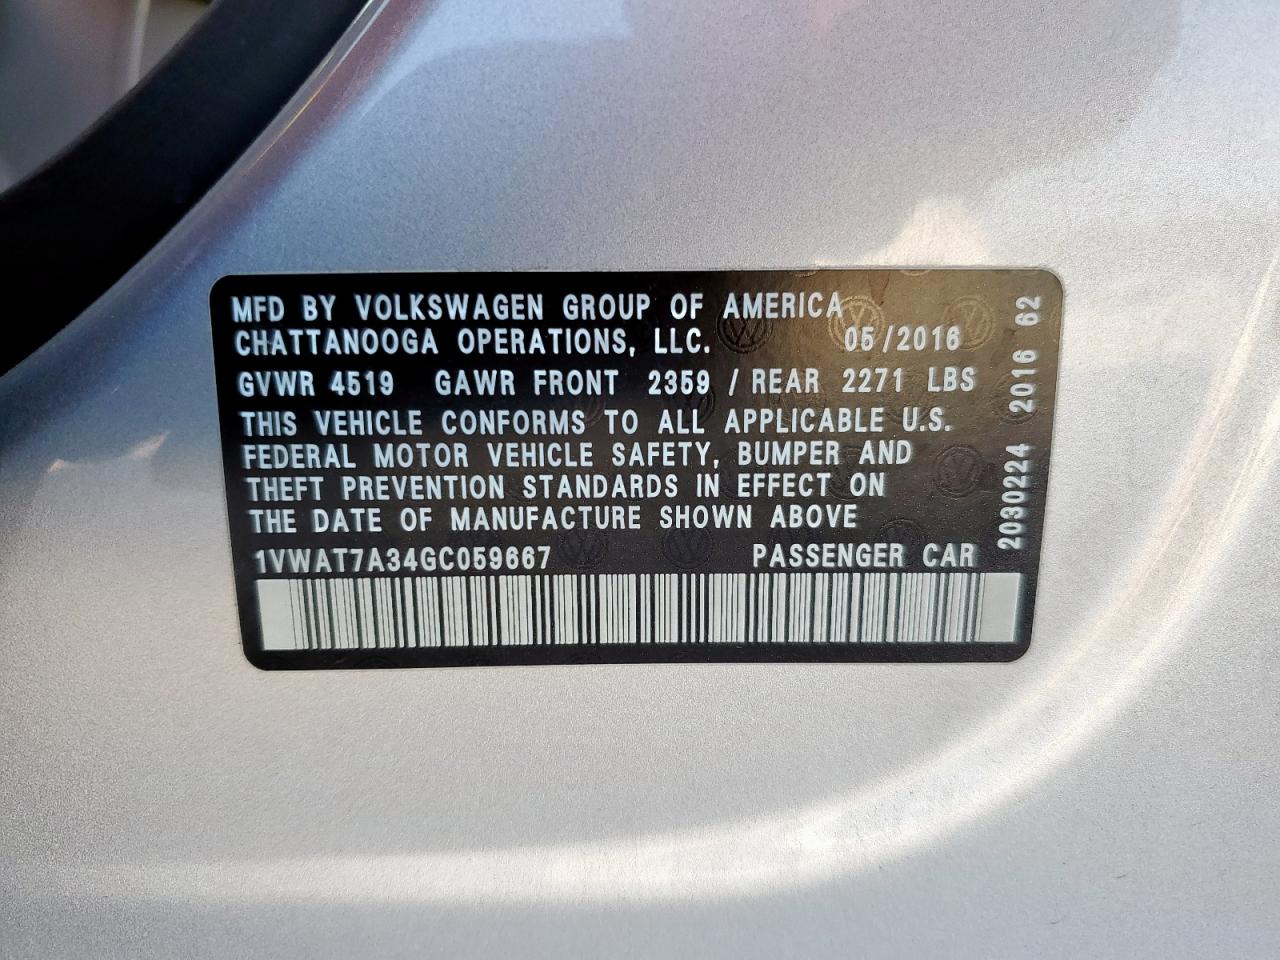 MFD BY VOLKSWAGEN GROUP OF AMERICA
CHATTANOOGA OPERATIONS, LLC. 05/2016
GVWR 4519 GAWR FRONT 2359 / REAR 2271 LBS
THIS VEHICLE CONFORMS TO ALL APPLICABLE U.S.
FEDERAL MOTOR VEHICLE SAFETY, BUMPER AND
THEFT PREVENTION STANDARDS IN EFFECT ON
THE DATE OF MANUFACTURE SHOWN ABOVE
1VWAT7A34GC059667 PASSENGER CAR
2030224 2016 62